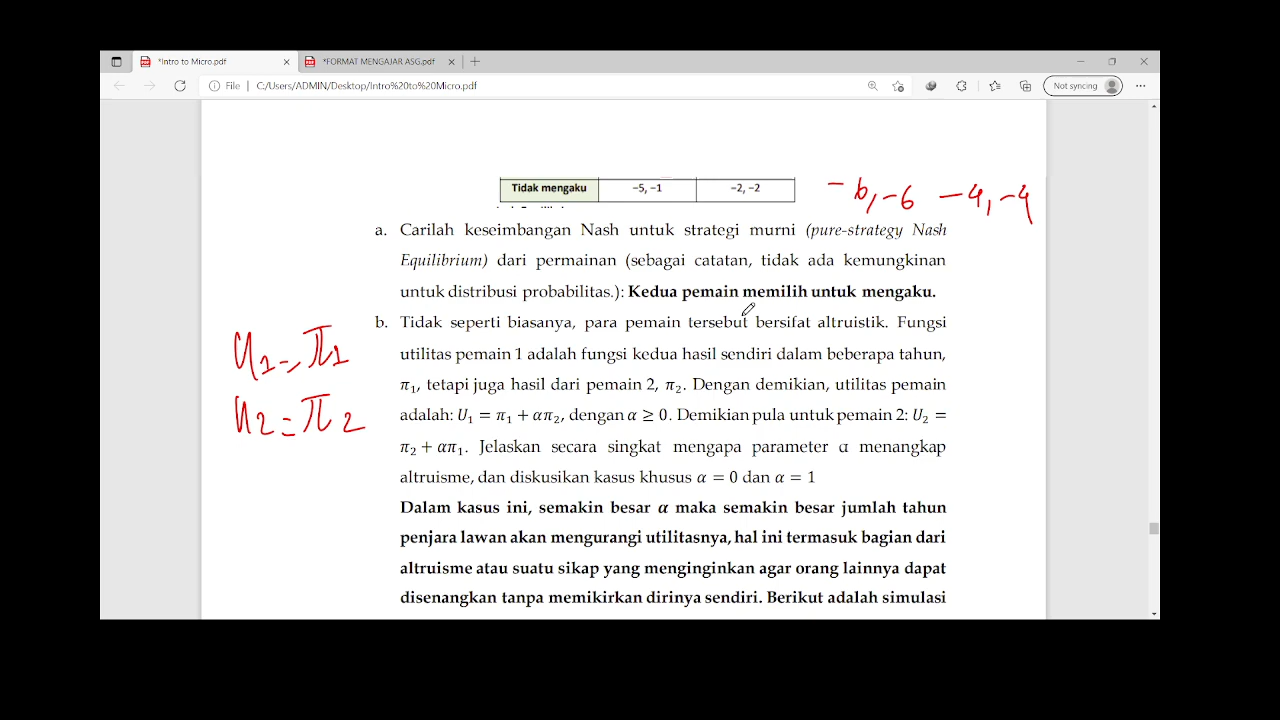 *Intro to Micro.pdf
*FORMAT MENGAJAR ASG.pdf
File
C:/Users/ADMIN/Desktop/Intro%20to%20Micro.pdf
Not syncing
Tidak mengaku −5, −1 −2, −2
−6, −6 −4, −4
a. Carilah keseimbangan Nash untuk strategi murni (pure-strategy Nash
Equilibrium) dari permainan (sebagai catatan, tidak ada kemungkinan
untuk distribusi probabilitas.): Kedua pemain memilih untuk mengaku.
b. Tidak seperti biasanya, para pemain tersebut bersifat altruistik. Fungsi
utilitas pemain 1 adalah fungsi kedua hasil sendiri dalam beberapa tahun,
π₁, tetapi juga hasil dari pemain 2, π₂. Dengan demikian, utilitas pemain
adalah: U₁ = π₁ + απ₂, dengan α ≥ 0. Demikian pula untuk pemain 2: U₂ =
π₂ + απ₁. Jelaskan secara singkat mengapa parameter α menangkap
altruisme, dan diskusikan kasus khusus α = 0 dan α = 1
Dalam kasus ini, semakin besar α maka semakin besar jumlah tahun
penjara lawan akan mengurangi utilitasnya, hal ini termasuk bagian dari
altruisme atau suatu sikap yang menginginkan agar orang lainnya dapat
disenangkan tanpa memikirkan dirinya sendiri. Berikut adalah simulasi
U₁ = π₁
U₂ = π₂